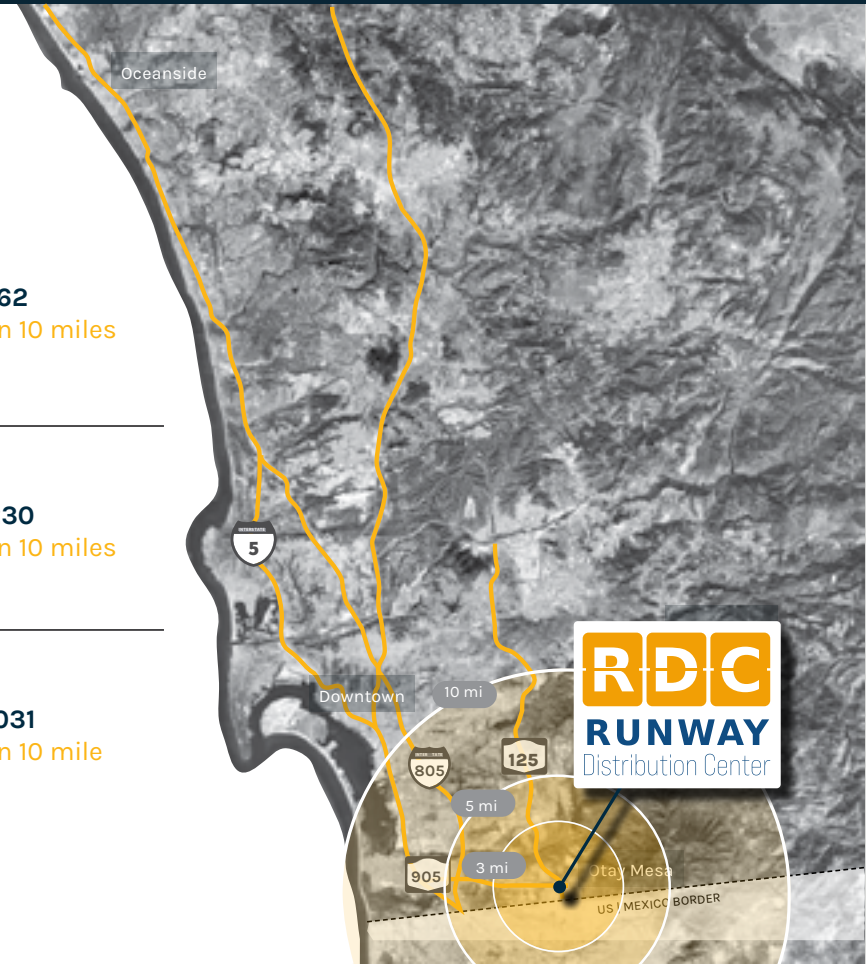 Oceanside
62
n 10 miles
30
n 10 miles
031
n 10 mile
INTERSTATE
5
Downtown
10 mi
RDC
RUNWAY
Distribution Center
125
INTERSTATE
805
5 mi
3 mi
905
Otay Mesa
US / MEXICO BORDER